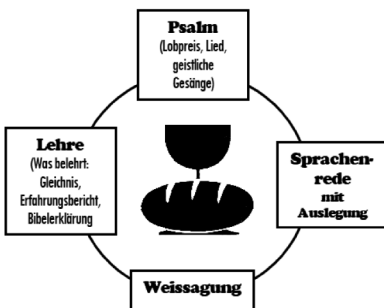 Psalm
(Lobpreis, Lied,
geistliche
Gesänge)
Lehre
(Was belehrt:
Gleichnis,
Erfahrungsbericht,
Bibelerklärung
Sprachen-
rede
mit
Auslegung
Weissagung